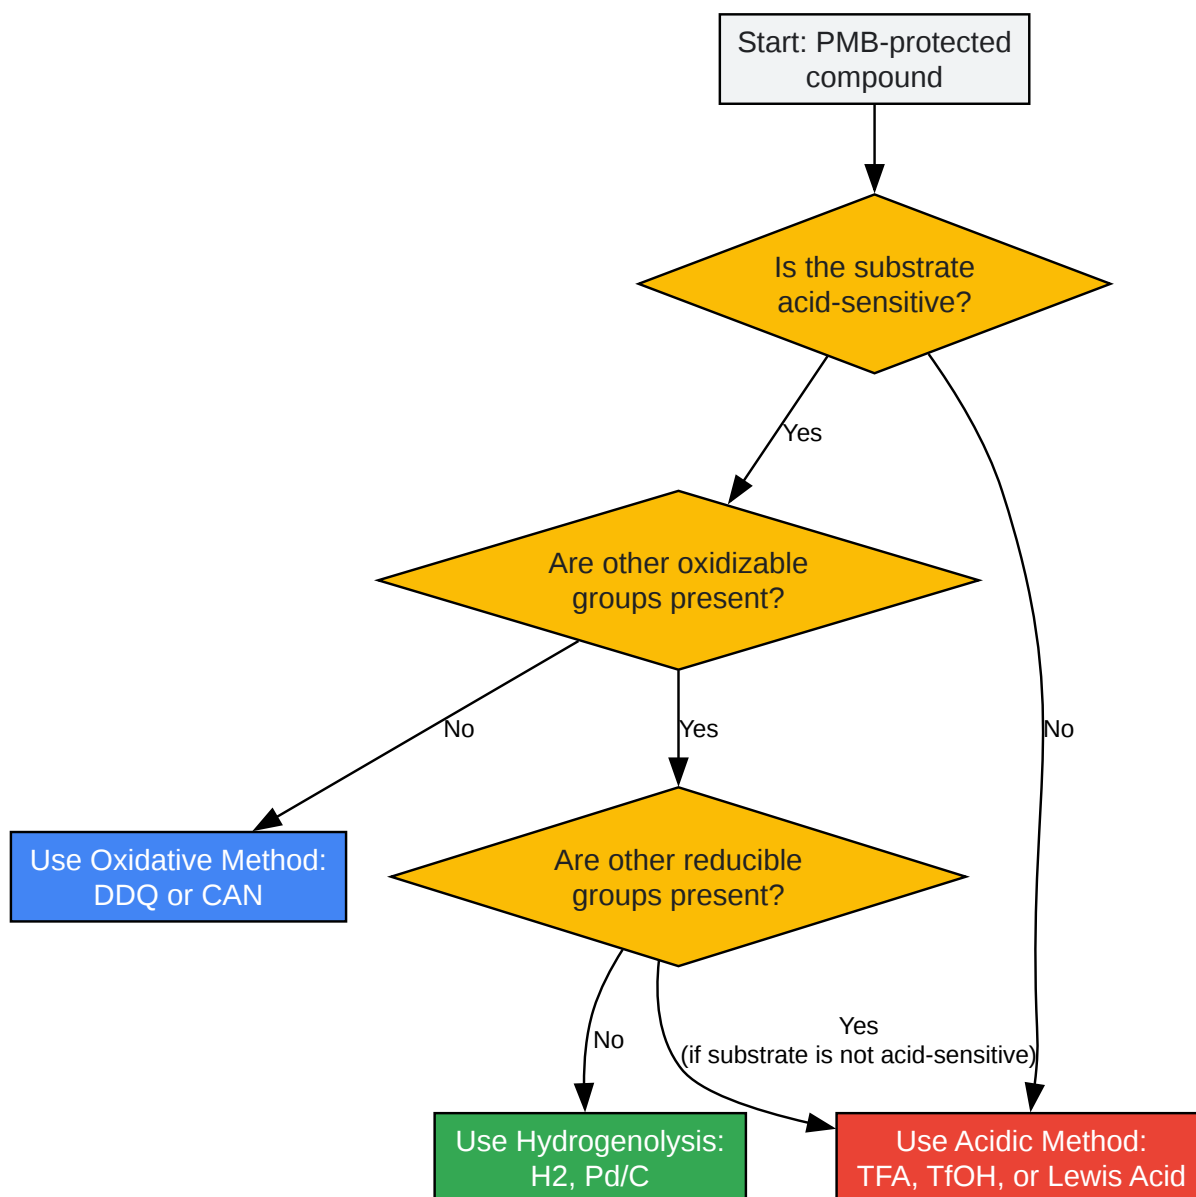 Start: PMB-protected
compound
Is the substrate
acid-sensitive?
Yes
Are other oxidizable
groups present?
No
Yes
No
Use Oxidative Method:
DDQ or CAN
Are other reducible
groups present?
No
Yes
(if substrate is not acid-sensitive)
Use Hydrogenolysis:
H2, Pd/C
Use Acidic Method:
TFA, TfOH, or Lewis Acid